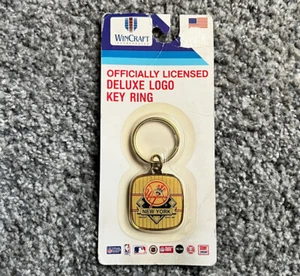 WINCRAFT
OFFICIALLY LICENSED
DELUXE LOGO
KEY RING
NEW YORK